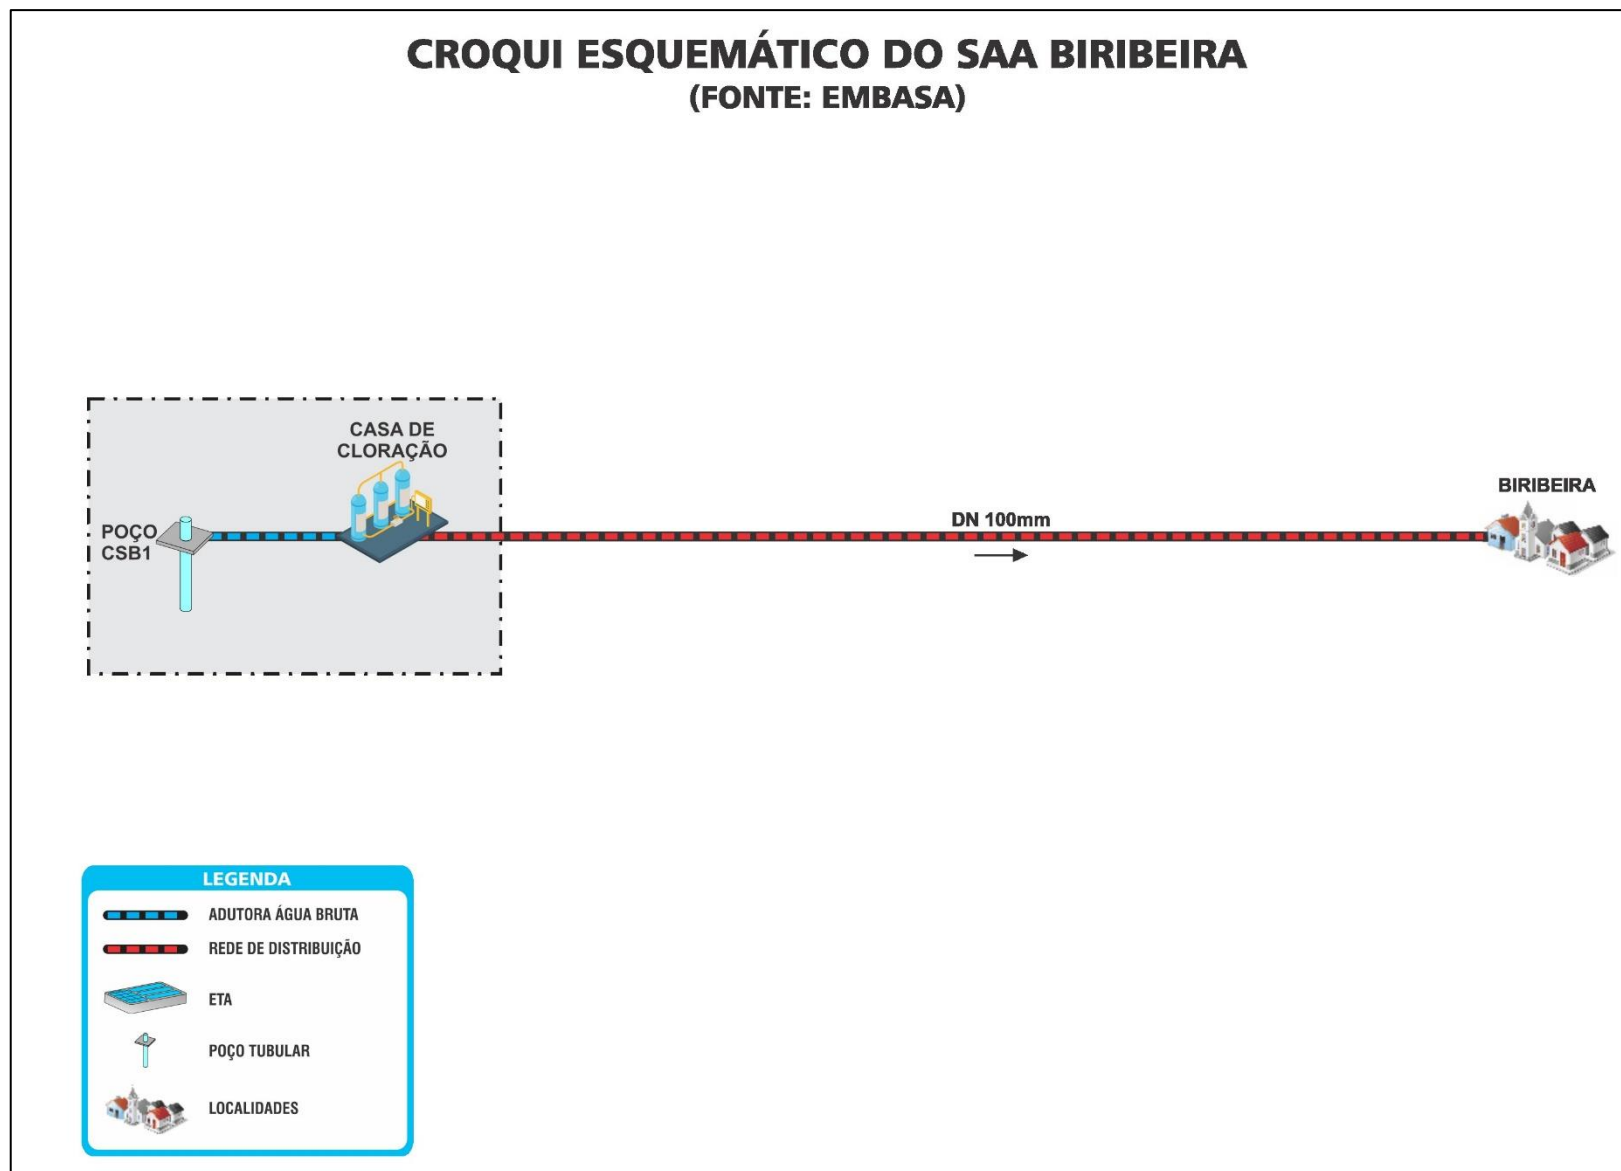 CROQUI ESQUEMÁTICO DO SAA BIRIBEIRA
(FONTE: EMBASA)
CASA DE
CLORAÇÃO
POÇO
CSB1
DN 100mm
BIRIBEIRA
LEGENDA
ADUTORA ÁGUA BRUTA
REDE DE DISTRIBUIÇÃO
ETA
POÇO TUBULAR
LOCALIDADES